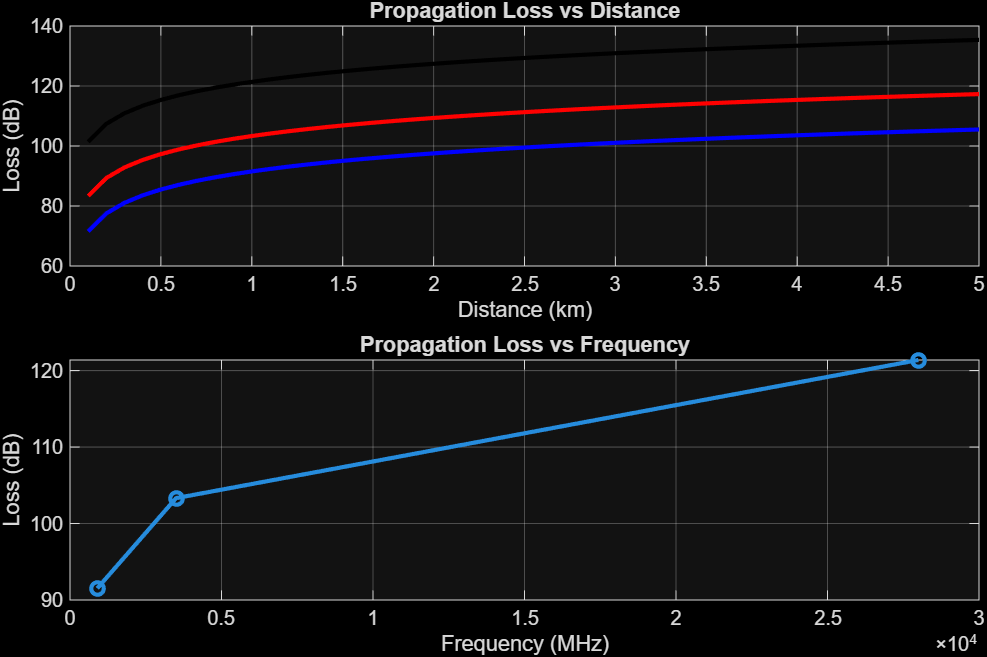 Propagation Loss vs Distance
140
120
100
80
60
Loss (dB)
0 0.5 1 1.5 2 2.5 3 3.5 4 4.5 5
Distance (km)
Propagation Loss vs Frequency
120
110
100
90
Loss (dB)
0 0.5 1 1.5 2 2.5 3
Frequency (MHz)
×10⁴